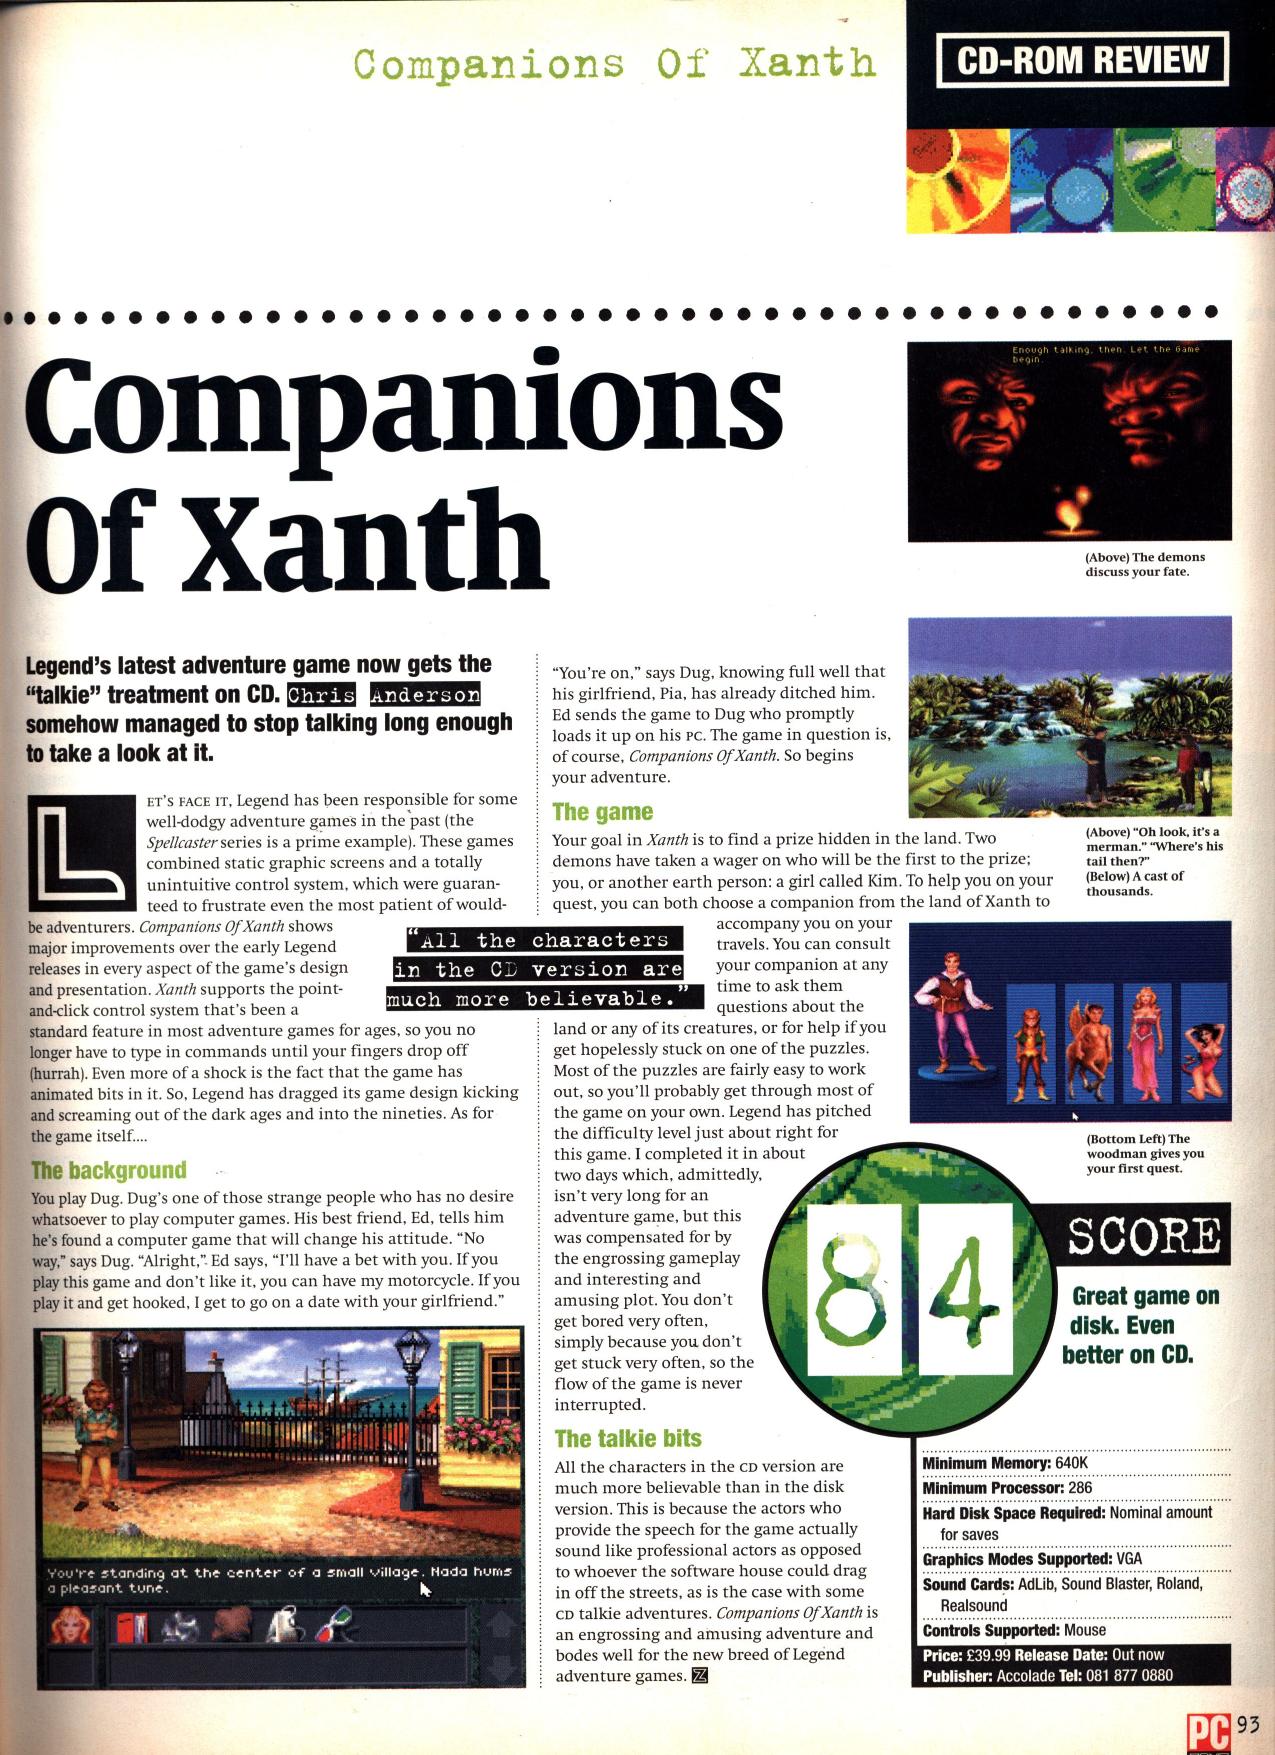 Companions Of Xanth
CD-ROM REVIEW
Companions
Of Xanth
Legend's latest adventure game now gets the
"talkie" treatment on CD. Chris Anderson
somehow managed to stop talking long enough
to take a look at it.
LET'S FACE IT, Legend has been responsible for some
well-dodgy adventure games in the past (the
Spellcaster series is a prime example). These games
combined static graphic screens and a totally
unintuitive control system, which were guaran-
teed to frustrate even the most patient of would-
be adventurers. Companions Of Xanth shows
major improvements over the early Legend
releases in every aspect of the game's design
and presentation. Xanth supports the point-
and-click control system that's been a
standard feature in most adventure games for ages, so you no
longer have to type in commands until your fingers drop off
(hurrah). Even more of a shock is the fact that the game has
animated bits in it. So, Legend has dragged its game design kicking
and screaming out of the dark ages and into the nineties. As for
the game itself....
The background
You play Dug. Dug's one of those strange people who has no desire
whatsoever to play computer games. His best friend, Ed, tells him
he's found a computer game that will change his attitude. "No
way," says Dug. "Alright," Ed says, "I'll have a bet with you. If you
play this game and don't like it, you can have my motorcycle. If you
play it and get hooked, I get to go on a date with your girlfriend."
You're standing at the center of a small village. Nada hums
a pleasant tune.
"You're on," says Dug, knowing full well that
his girlfriend, Pia, has already ditched him.
Ed sends the game to Dug who promptly
loads it up on his PC. The game in question is,
of course, Companions Of Xanth. So begins
your adventure.
The game
Your goal in Xanth is to find a prize hidden in the land. Two
demons have taken a wager on who will be the first to the prize;
you, or another earth person: a girl called Kim. To help you on your
quest, you can both choose a companion from the land of Xanth to
accompany you on your
travels. You can consult
your companion at any
time to ask them
questions about the
land or any of its creatures, or for help if you
get hopelessly stuck on one of the puzzles.
Most of the puzzles are fairly easy to work
out, so you'll probably get through most of
the game on your own. Legend has pitched
the difficulty level just about right for
this game. I completed it in about
two days which, admittedly,
isn't very long for an
adventure game, but this
was compensated for by
the engrossing gameplay
and interesting and
amusing plot. You don't
get bored very often,
simply because you don't
get stuck very often, so the
flow of the game is never
interrupted.
"All the characters
in the CD version are
much more believable."
The talkie bits
All the characters in the CD version are
much more believable than in the disk
version. This is because the actors who
provide the speech for the game actually
sound like professional actors as opposed
to whoever the software house could drag
in off the streets, as is the case with some
CD talkie adventures. Companions Of Xanth is
an engrossing and amusing adventure and
bodes well for the new breed of Legend
adventure games. Z
Enough talking, then. Let the Game
begin.
(Above) The demons
discuss your fate.
(Above) "Oh look, it's a
merman." "Where's his
tail then?"
(Below) A cast of
thousands.
(Bottom Left) The
woodman gives you
your first quest.
84
SCORE
Great game on
disk. Even
better on CD.
Minimum Memory: 640K
Minimum Processor: 286
Hard Disk Space Required: Nominal amount
for saves
Graphics Modes Supported: VGA
Sound Cards: AdLib, Sound Blaster, Roland,
Realsound
Controls Supported: Mouse
Price: £39.99 Release Date: Out now
Publisher: Accolade Tel: 081 877 0880
PC 93